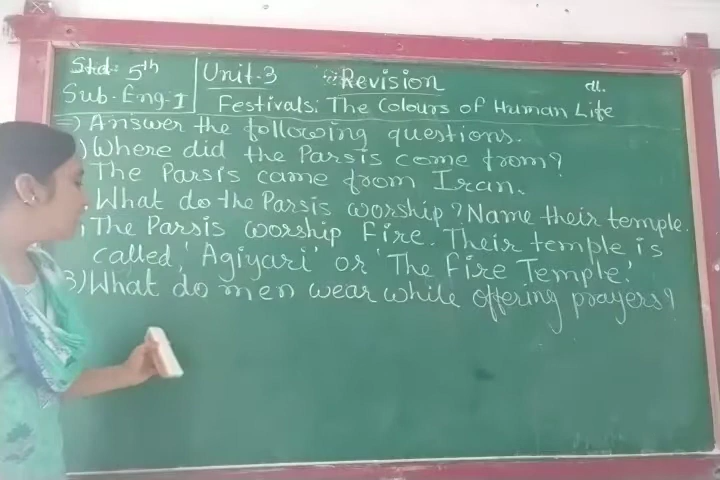 Std: 5th
Sub-Eng-I
Unit-3
Revision
dt.
Festivals: The Colours of Human Life
=) Answer the following questions.
) Where did the Parsis come from?
The Parsis came from Iran.
What do the Parsis worship? Name their temple.
The Parsis worship Fire. Their temple is
called, 'Agiyari' or 'The Fire Temple.'
3) What do men wear while offering prayers?